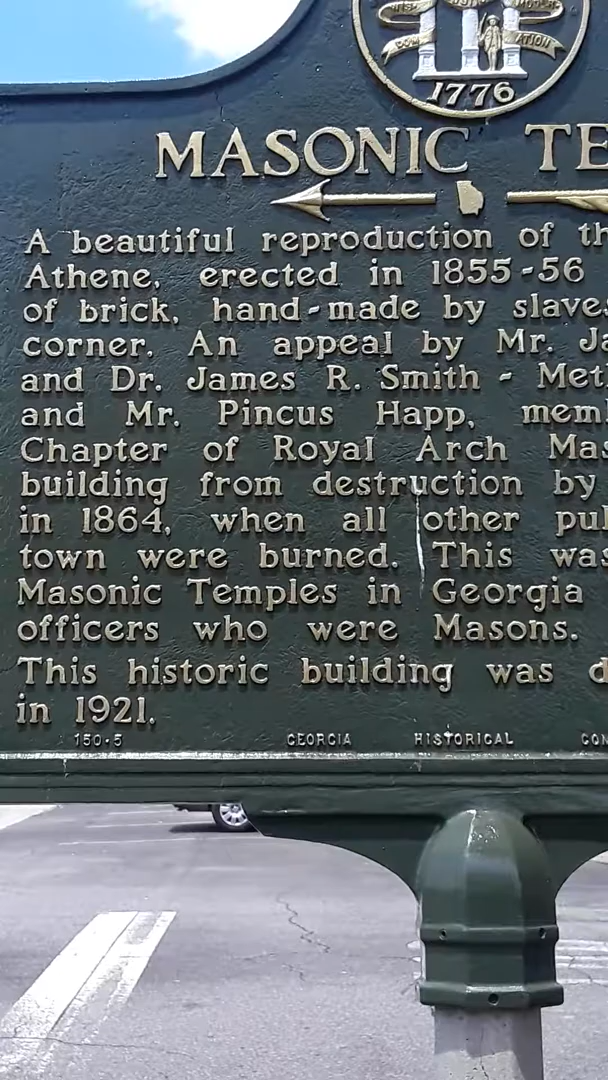 1776
MASONIC TE
A beautiful reproduction of th
Athene, erected in 1855-56
of brick, hand-made by slaves
corner. An appeal by Mr. Ja
and Dr. James R. Smith - Met
and Mr. Pincus Happ, mem
Chapter of Royal Arch Mas
building from destruction by
in 1864, when all other pu
town were burned. This was
Masonic Temples in Georgia
officers who were Masons.
This historic building was d
in 1921.
150-5 GEORGIA HISTORICAL CO